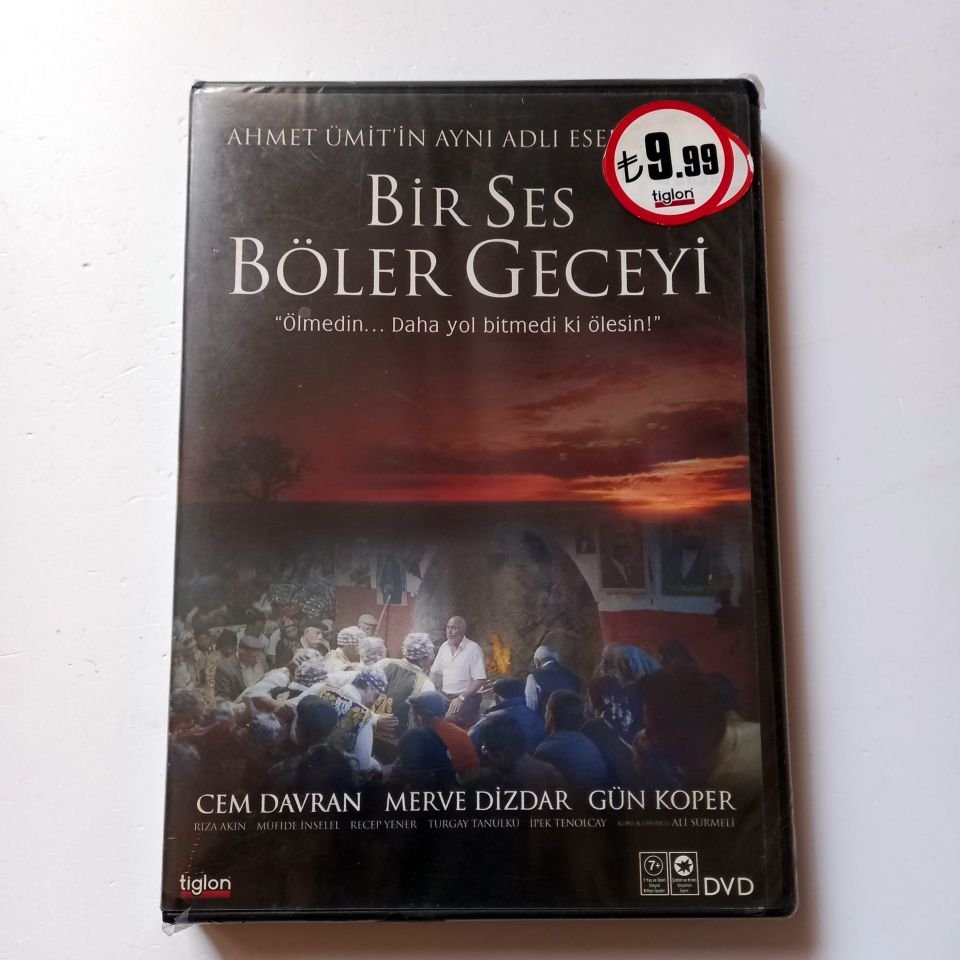 AHMET ÜMİT'İN AYNI ADLI
₺9.99
tiglon
BİR SES
BÖLER GECEYİ
“Ölmedin... Daha yol bitmedi ki ölesin!”
CEM DAVRAN MERVE DİZDAR GÜN KOPER
RIZA AKIN MÜFİDE İNSELEL RECEP YENER TURGAY TANÜLKÜ İPEK TENOLCAY KONUK OYUNCU ALİ SÜRMELİ
tiglon
7+
DVD